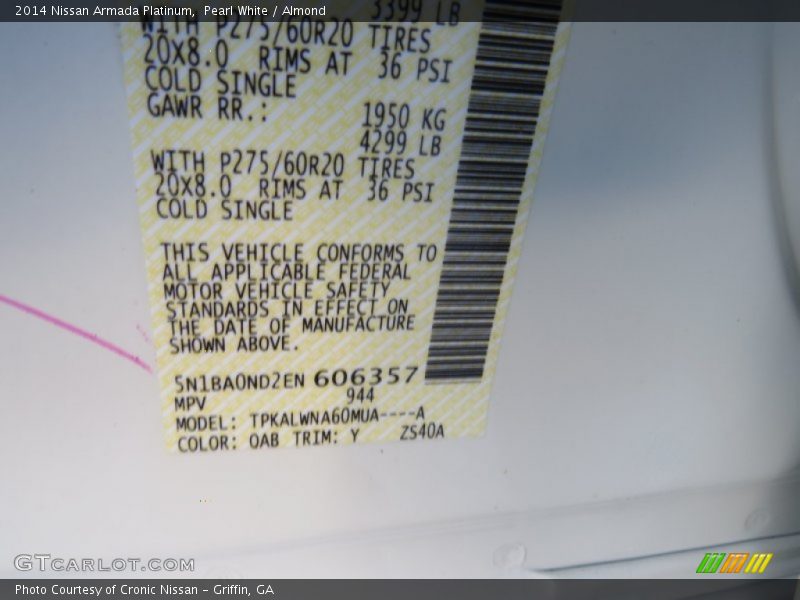 2014 Nissan Armada Platinum,  Pearl White / Almond
3399 LB
WITH P275/60R20 TIRES
20X8.0 RIMS AT 36 PSI
COLD SINGLE
GAWR RR.: 1950 KG
4299 LB
WITH P275/60R20 TIRES
20X8.0 RIMS AT 36 PSI
COLD SINGLE
THIS VEHICLE CONFORMS TO
ALL APPLICABLE FEDERAL
MOTOR VEHICLE SAFETY
STANDARDS IN EFFECT ON
THE DATE OF MANUFACTURE
SHOWN ABOVE.
5N1BA0ND2EN 606357
MPV 944
MODEL: TPKALWNA60MUA----A
COLOR: QAB TRIM: Y ZS40A
GTCARLOT.COM
Photo Courtesy of Cronic Nissan - Griffin, GA